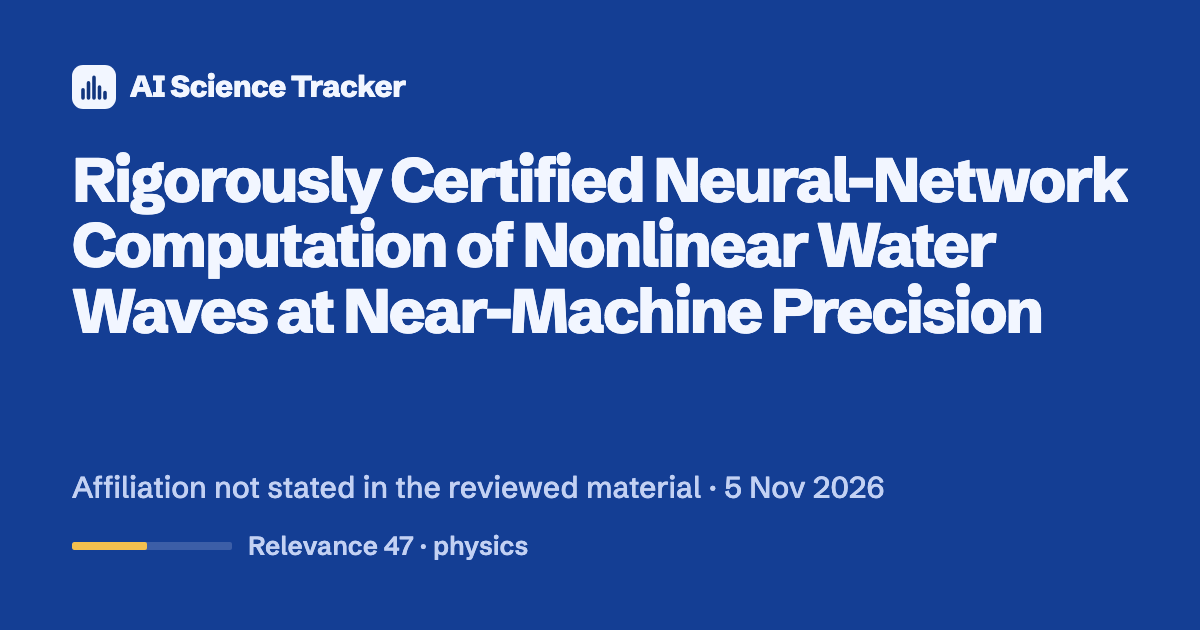 AI Science Tracker
Rigorously Certified Neural-Network
Computation of Nonlinear Water
Waves at Near-Machine Precision
Affiliation not stated in the reviewed material · 5 Nov 2026
Relevance 47 · physics